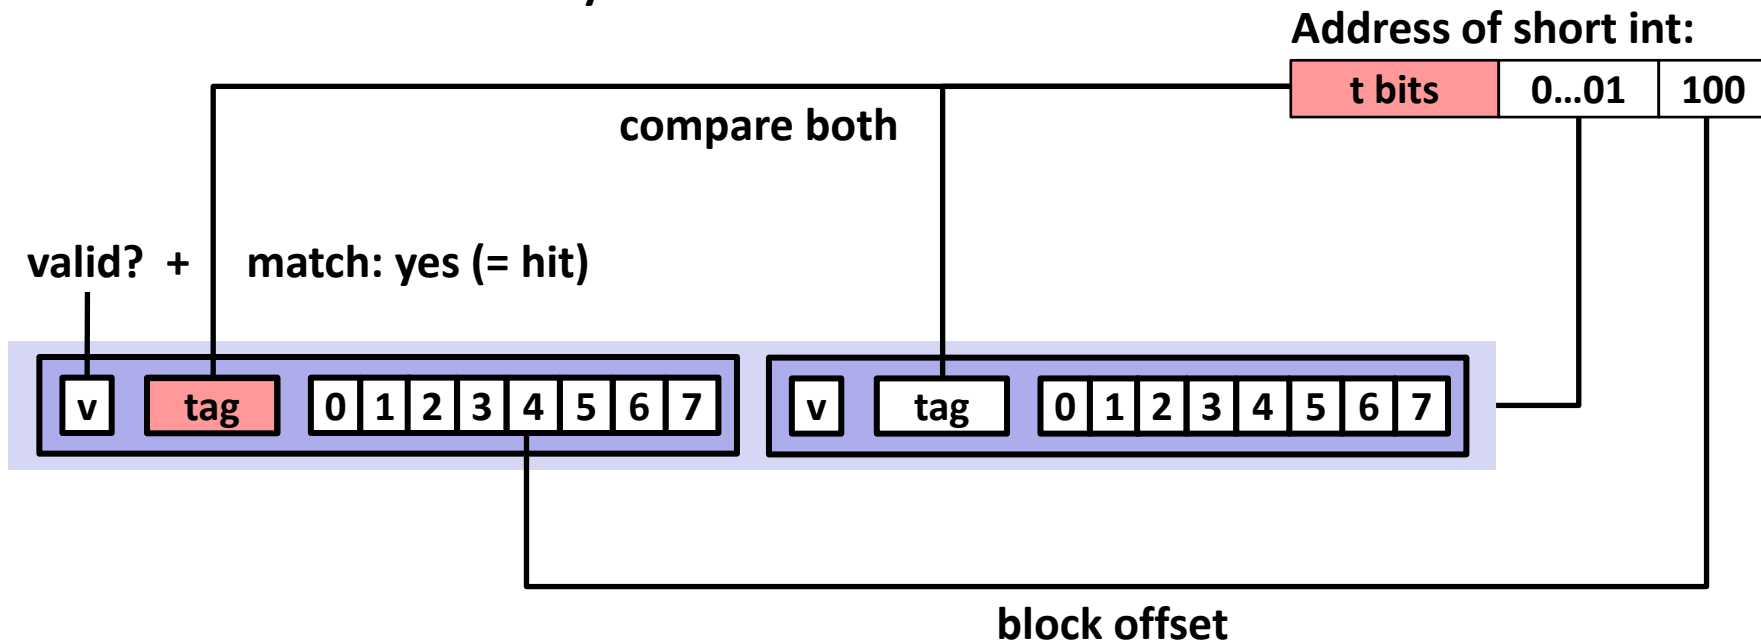 Address of short int:
t bits 0...01 100
compare both
valid? + match: yes (= hit)
v tag 0 1 2 3 4 5 6 7 v tag 0 1 2 3 4 5 6 7
block offset